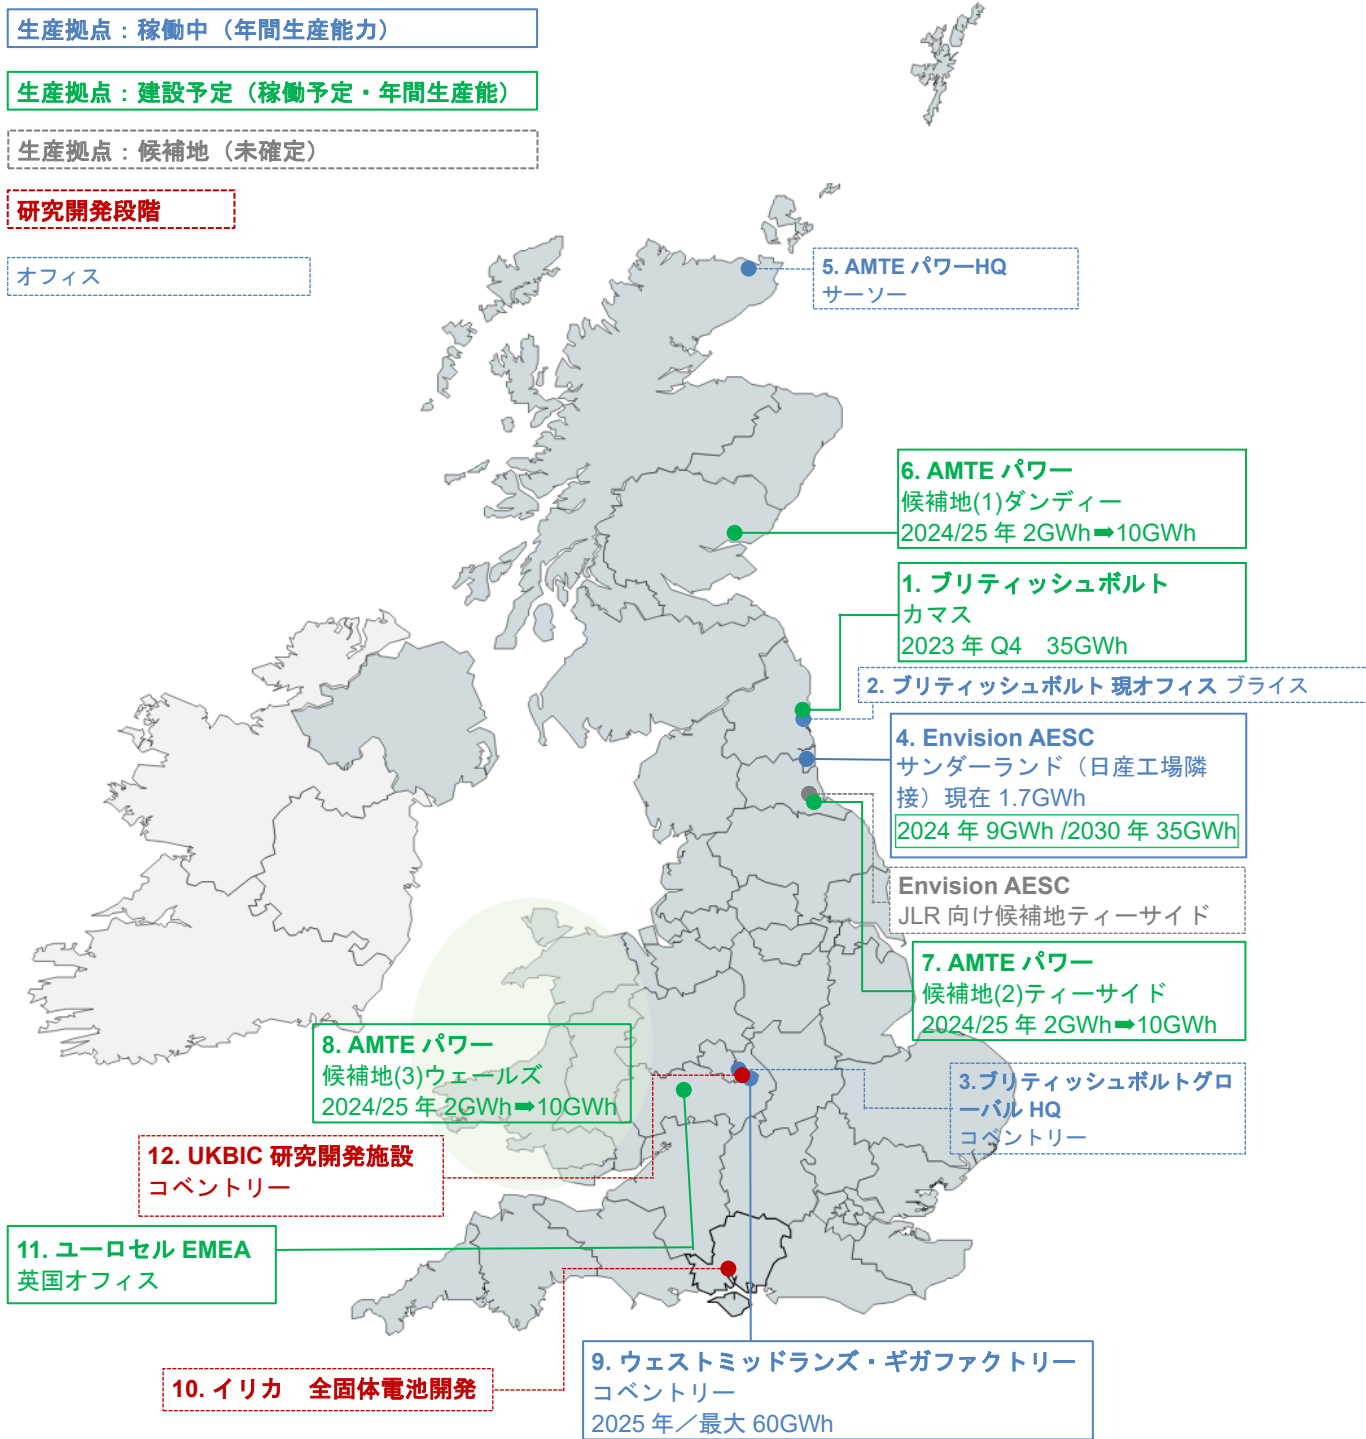 生産拠点：稼働中（年間生産能力）
生産拠点：建設予定（稼働予定・年間生産能）
生産拠点：候補地（未確定）
研究開発段階
オフィス
5. AMTE パワーHQ
サーソー
6. AMTE パワー
候補地(1)ダンディー
2024/25 年 2GWh➡10GWh
1. ブリティッシュボルト
カマス
2023 年 Q4　35GWh
2. ブリティッシュボルト 現オフィス ブライス
4. Envision AESC
サンダーランド（日産工場隣
接）現在 1.7GWh
2024 年 9GWh /2030 年 35GWh
Envision AESC
JLR 向け候補地ティーサイド
7. AMTE パワー
候補地(2)ティーサイド
2024/25 年 2GWh➡10GWh
8. AMTE パワー
候補地(3)ウェールズ
2024/25 年 2GWh➡10GWh
3.ブリティッシュボルトグロ
ーバル HQ
コベントリー
12. UKBIC 研究開発施設
コベントリー
11. ユーロセル EMEA
英国オフィス
9. ウェストミッドランズ・ギガファクトリー
コベントリー
2025 年／最大 60GWh
10. イリカ　全固体電池開発